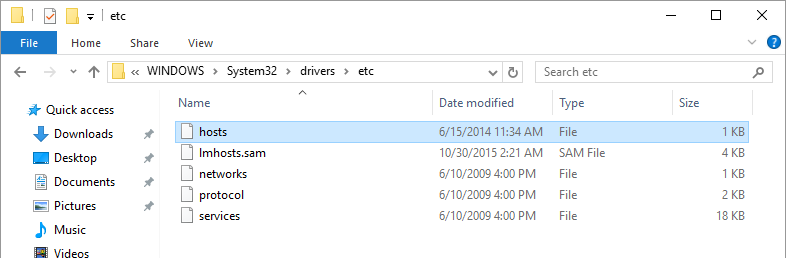 etc
File Home Share View
« WINDOWS › System32 › drivers › etc Search etc
Name Date modified Type Size
Quick access
Downloads
Desktop
Documents
Pictures
Music
Videos
hosts 6/15/2014 11:34 AM File 1 KB
lmhosts.sam 10/30/2015 2:21 AM SAM File 4 KB
networks 6/10/2009 4:00 PM File 1 KB
protocol 6/10/2009 4:00 PM File 2 KB
services 6/10/2009 4:00 PM File 18 KB